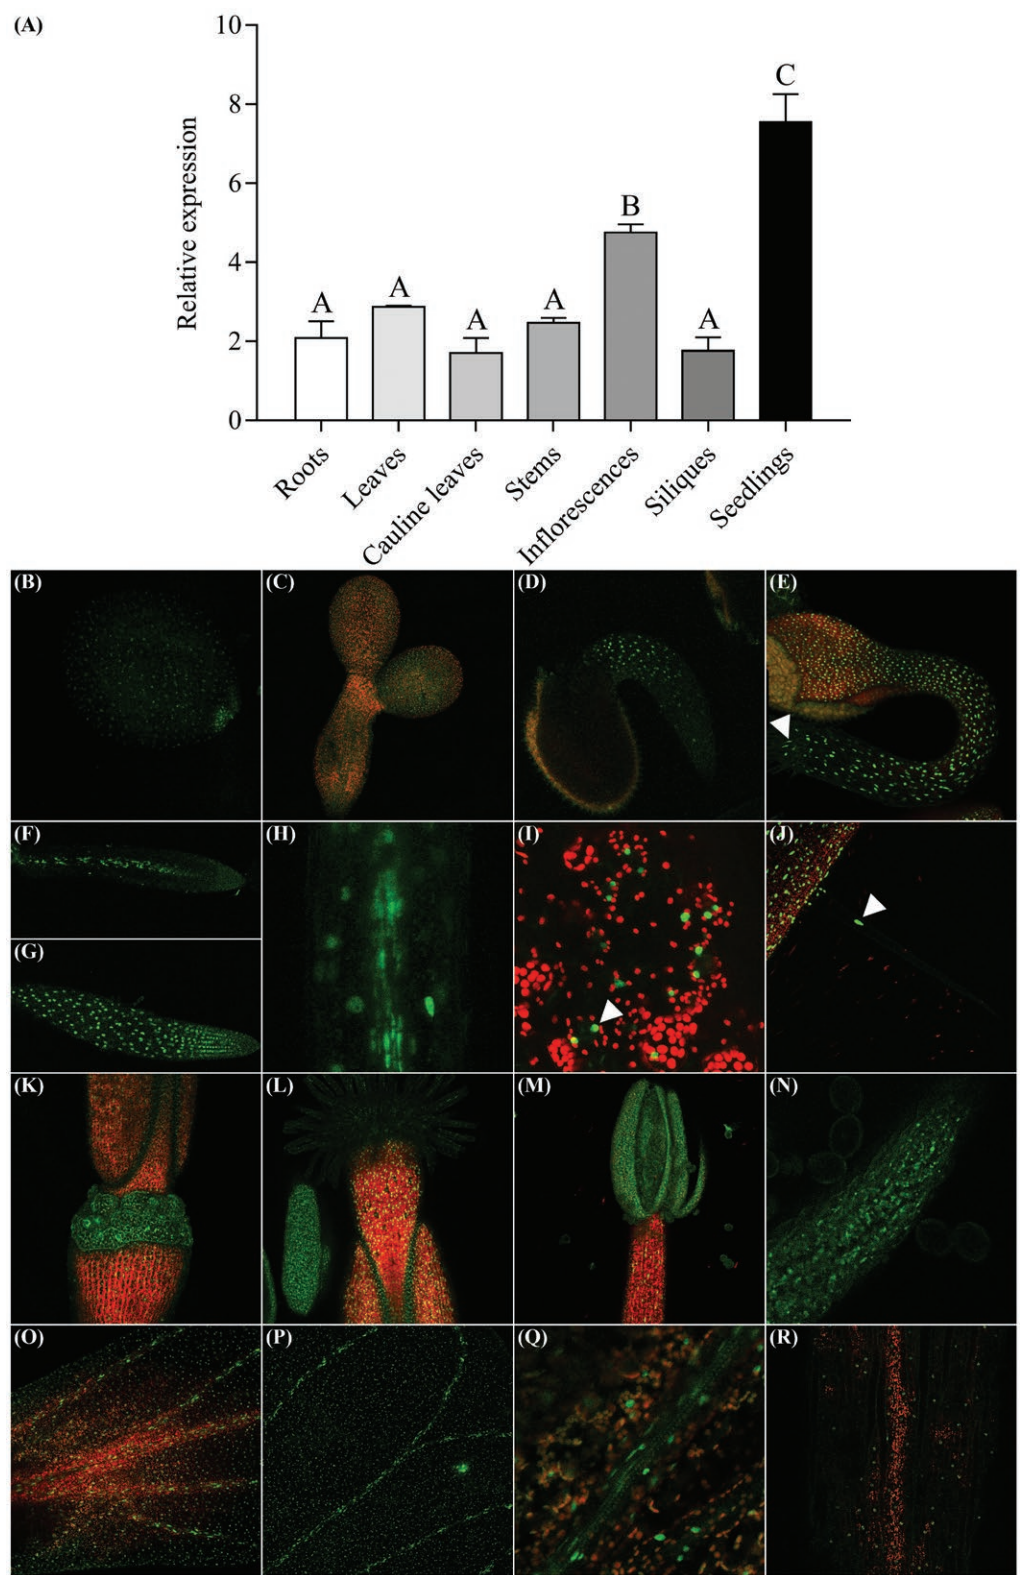 (A)
10
8
6
4
2
0
Relative expression
A
A
A
A
B
A
C
Roots
Leaves
Cauline leaves
Stems
Inflorescences
Siliques
Seedlings
(B)
(C)
(D)
(E)
(F)
(G)
(H)
(I)
(J)
(K)
(L)
(M)
(N)
(O)
(P)
(Q)
(R)